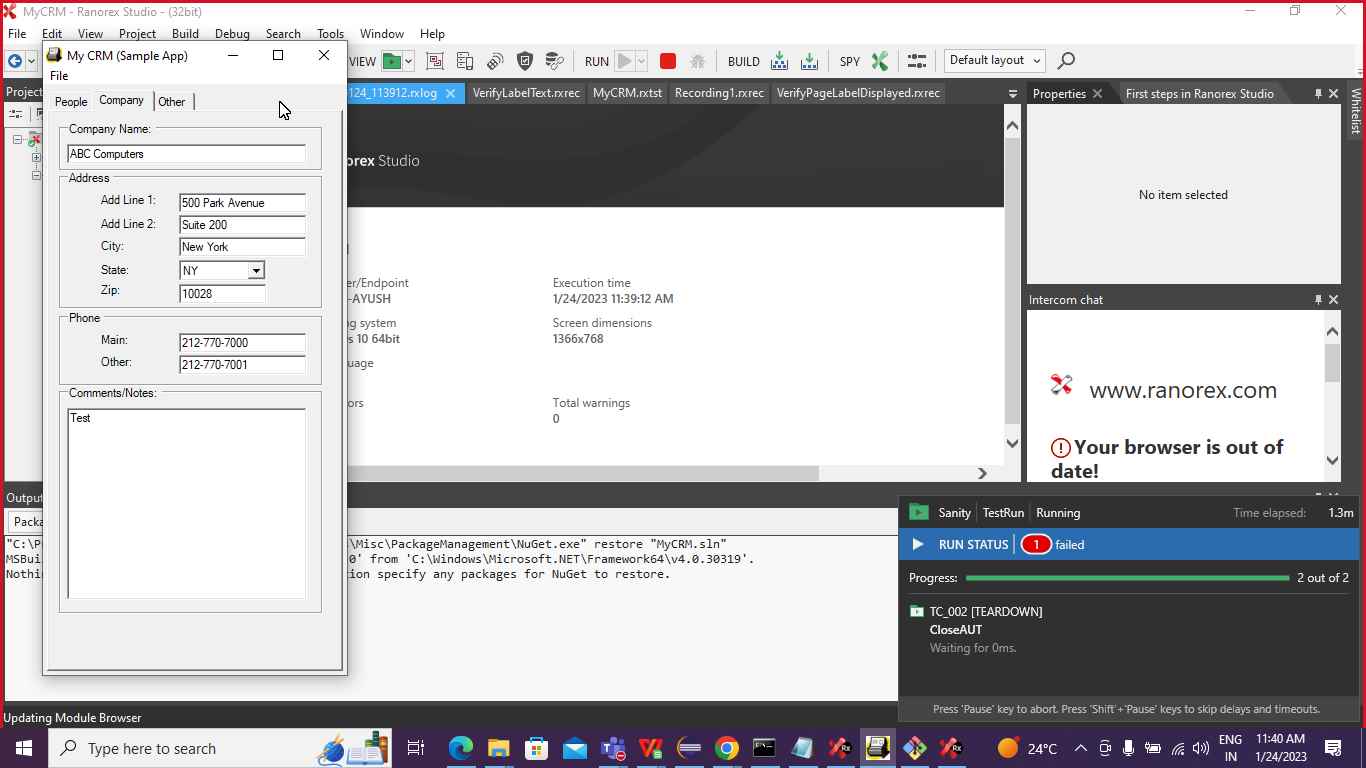 MyCRM - Ranorex Studio - (32bit)
File Edit View Project Build Debug Search Tools Window Help
My CRM (Sample App)
VIEW RUN BUILD SPY Default layout
File
124_113912.rxlog VerifyLabelText.rxrec MyCRM.rxtst Recording1.rxrec VerifyPageLabelDisplayed.rxrec
Properties First steps in Ranorex Studio
Whitelist
People Company Other
Company Name:
ABC Computers
Address
Add Line 1: 500 Park Avenue
Add Line 2: Suite 200
City: New York
State: NY
Zip: 10028
Phone
Main: 212-770-7000
Other: 212-770-7001
Comments/Notes:
Test
orex Studio
er/Endpoint
-AYUSH
Execution time
1/24/2023 11:39:12 AM
g system
s 10 64bit
Screen dimensions
1366x768
uage
ors
Total warnings
0
No item selected
Intercom chat
www.ranorex.com
Your browser is out of
date!
Output
Packa
"C:\P
s\Misc\PackageManagement\NuGet.exe" restore "MyCRM.sln"
MSBui
0' from 'C:\Windows\Microsoft.NET\Framework64\v4.0.30319'.
Nothin
tion specify any packages for NuGet to restore.
Sanity TestRun Running Time elapsed: 1.3m
RUN STATUS 1 failed
Progress: 2 out of 2
TC_002 [TEARDOWN]
CloseAUT
Waiting for 0ms.
Press 'Pause' key to abort. Press 'Shift'+'Pause' keys to skip delays and timeouts.
Updating Module Browser
Type here to search
24°C
ENG
IN
11:40 AM
1/24/2023